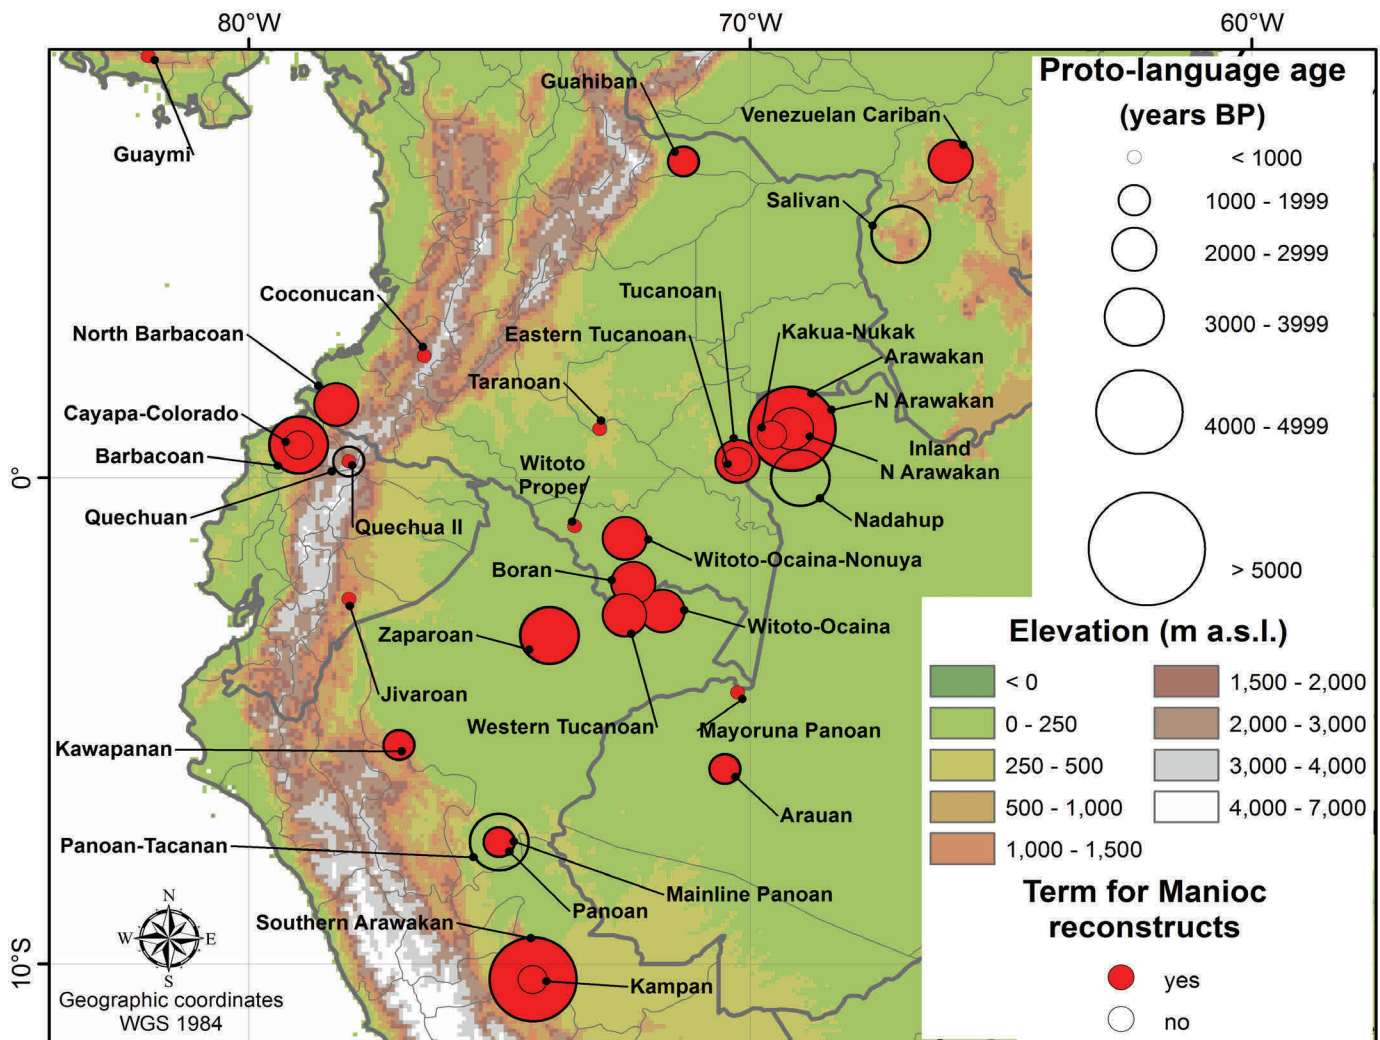 80°W
70°W
60°W
Guahiban
Venezuelan Cariban
Guaymi
Salivan
Coconucan
Tucanoan
North Barbacoan
Eastern Tucanoan
Kakua-Nukak
Arawakan
Taranoan
N Arawakan
Cayapa-Colorado
Inland
N Arawakan
Barbacoan
Witoto
Proper
0°
Quechuan
Quechua II
Nadahup
Witoto-Ocaina-Nonuya
Boran
Zaparoan
Witoto-Ocaina
Jivaroan
Western Tucanoan
Mayoruna Panoan
Kawapanan
Arauan
Panoan-Tacanan
Mainline Panoan
Panoan
Southern Arawakan
10°S
Kampan
N
W E
S
Geographic coordinates
WGS 1984
Proto-language age
(years BP)
< 1000
1000 - 1999
2000 - 2999
3000 - 3999
4000 - 4999
> 5000
Elevation (m a.s.l.)
< 0
0 - 250
250 - 500
500 - 1,000
1,000 - 1,500
1,500 - 2,000
2,000 - 3,000
3,000 - 4,000
4,000 - 7,000
Term for Manioc
reconstructs
yes
no